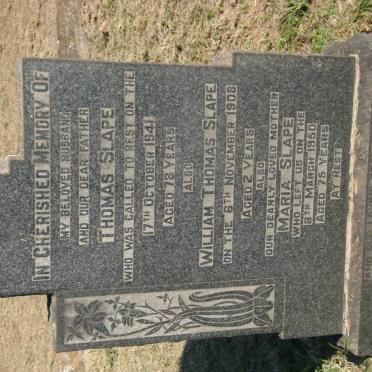 IN CHERISHED MEMORY OF
MY BELOVED HUSBAND
AND OUR DEAR FATHER
THOMAS SLAPE
WHO WAS CALLED TO REST ON THE
17TH OCTOBER 1941
AGED 78 YEARS
ALSO
WILLIAM THOMAS SLAPE
ON THE 6TH NOVEMBER 1908
AGED 2 YEARS
ALSO
OUR DEARLY LOVED MOTHER
MARIA SLAPE
WHO LEFT US ON THE
8TH MARCH 1950
AGED 75 YEARS
AT REST